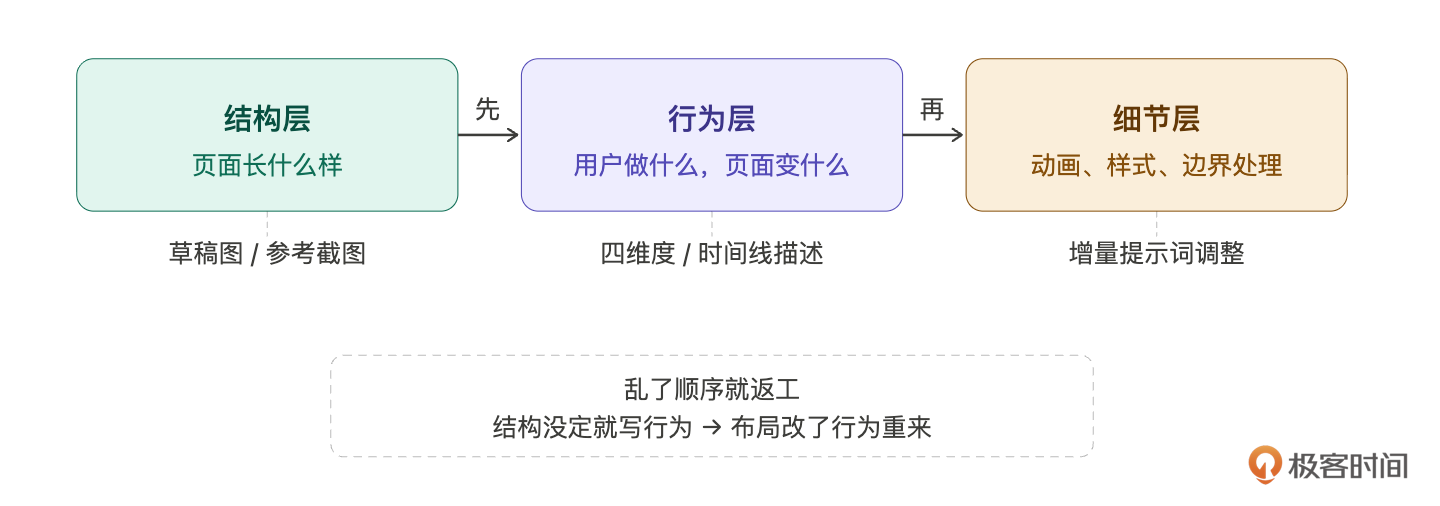 结构层
页面长什么样
先
行为层
用户做什么，页面变什么
再
细节层
动画、样式、边界处理
草稿图 / 参考截图
四维度 / 时间线描述
增量提示词调整
乱了顺序就返工
结构没定就写行为 → 布局改了行为重来
极客时间